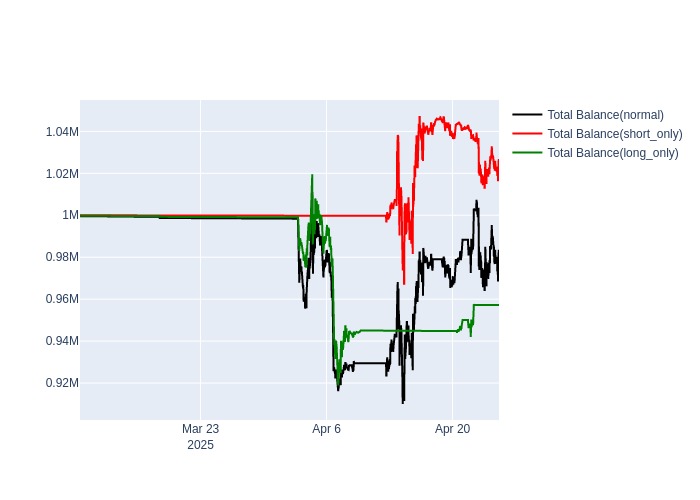 1.04M
1.02M
1M
0.98M
0.96M
0.94M
0.92M
Mar 23
2025
Apr 6
Apr 20
Total Balance(normal)
Total Balance(short_only)
Total Balance(long_only)